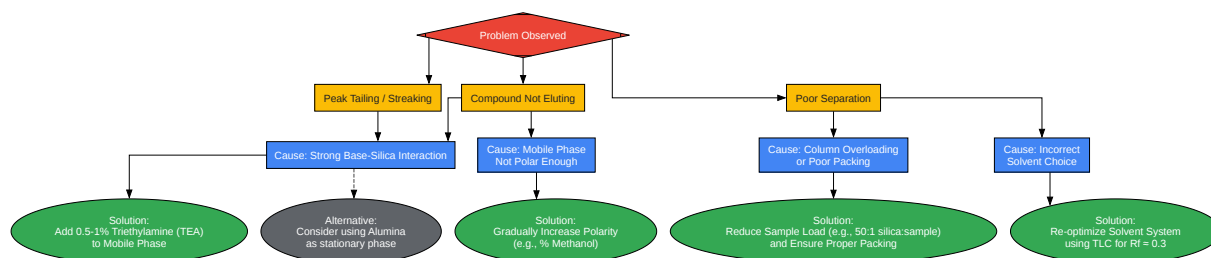 Problem Observed
Peak Tailing / Streaking
Compound Not Eluting
Poor Separation
Cause: Strong Base-Silica Interaction
Cause: Mobile Phase
Not Polar Enough
Cause: Column Overloading
or Poor Packing
Cause: Incorrect
Solvent Choice
Solution:
Add 0.5-1% Triethylamine (TEA)
to Mobile Phase
Alternative:
Consider using Alumina
as stationary phase
Solution:
Gradually Increase Polarity
(e.g., % Methanol)
Solution:
Reduce Sample Load (e.g., 50:1 silica:sample)
and Ensure Proper Packing
Solution:
Re-optimize Solvent System
using TLC for Rf ≈ 0.3